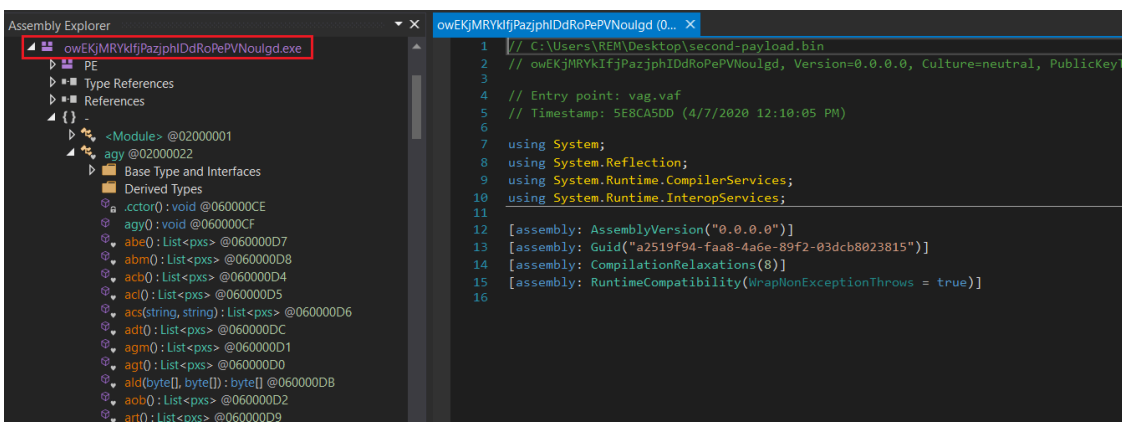 Assembly Explorer
owEKjMRYkIfjPazjphIDdRoPePVNoulgd.exe
PE
Type References
References
{ } -
<Module> @02000001
agy @02000022
Base Type and Interfaces
Derived Types
.cctor() : void @060000CE
agy() : void @060000CF
abe() : List<pxs> @060000D7
abm() : List<pxs> @060000D8
acb() : List<pxs> @060000D4
acl() : List<pxs> @060000D5
acs(string, string) : List<pxs> @060000D6
adt() : List<pxs> @060000DC
agm() : List<pxs> @060000D1
agt() : List<pxs> @060000D0
ald(byte[], byte[]) : byte[] @060000DB
aob() : List<pxs> @060000D2
art() : List<pxs> @060000D9
owEKjMRYkIfjPazjphIDdRoPePVNoulgd (0...
1 // C:\Users\REM\Desktop\second-payload.bin
2 // owEKjMRYkIfjPazjphIDdRoPePVNoulgd, Version=0.0.0.0, Culture=neutral, PublicKeyT
3
4 // Entry point: vag.vaf
5 // Timestamp: 5E8CA5DD (4/7/2020 12:10:05 PM)
6
7 using System;
8 using System.Reflection;
9 using System.Runtime.CompilerServices;
10 using System.Runtime.InteropServices;
11
12 [assembly: AssemblyVersion("0.0.0.0")]
13 [assembly: Guid("a2519f94-faa8-4a6e-89f2-03dcb8023815")]
14 [assembly: CompilationRelaxations(8)]
15 [assembly: RuntimeCompatibility(WrapNonExceptionThrows = true)]
16